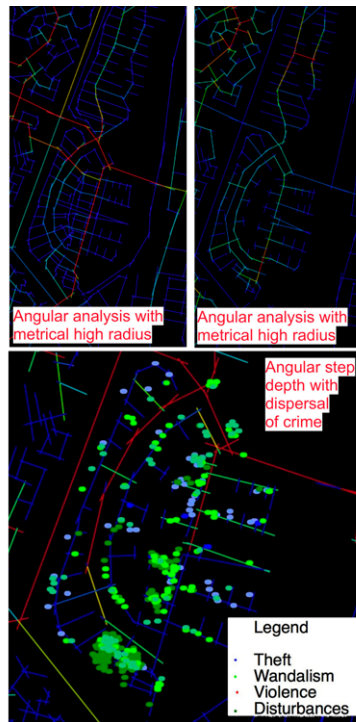 Angular analysis with
metrical high radius
Angular analysis with
metrical high radius
Angular step
depth with
dispersal
of crime
Legend
Theft
Wandalism
Violence
Disturbances